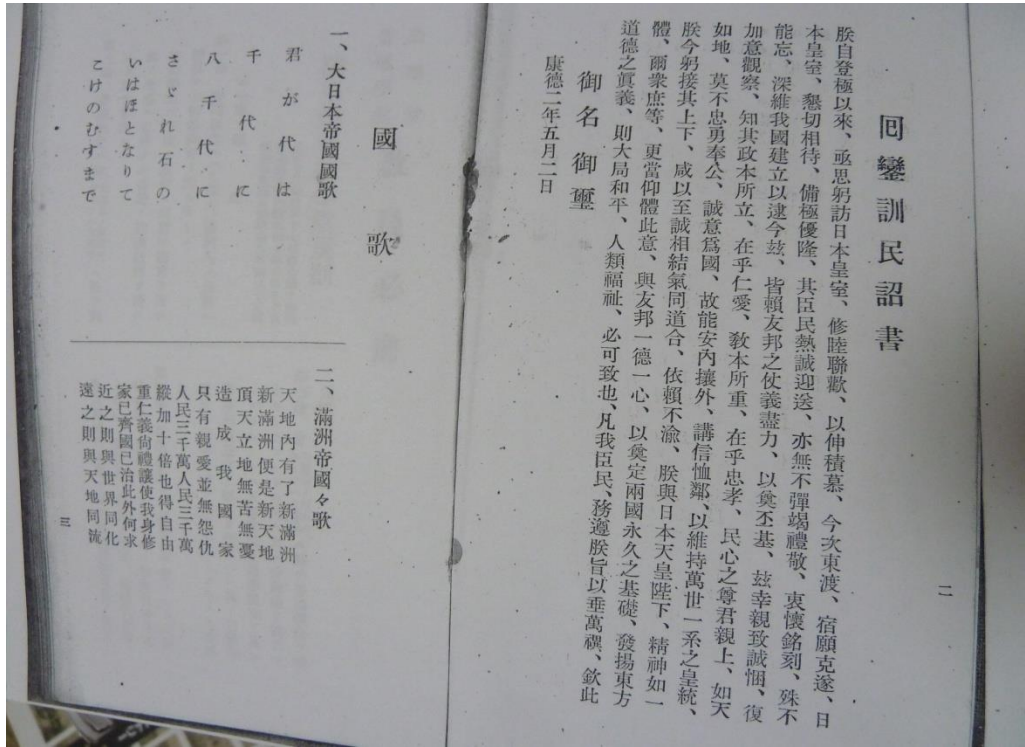 回鑾訓民詔書
朕自登極以來、亟思躬訪日本皇室、修睦聯歡、以伸積慕、今次東渡、宿願克遂、日
本皇室、懇切相待、備極優隆、其臣民熱誠迎送、亦無不殫竭禮敬、衷懷銘刻、殊不
能忘、深維我國建立以逮今玆、皆賴友邦之仗義盡力、以奠丕基、玆幸親致誠悃、復
加意觀察、知其政本所立、在乎仁愛、敎本所重、在乎忠孝、民心之尊君親上、如天
如地、莫不忠勇奉公、誠意爲國、故能安內攘外、講信恤鄰、以維持萬世一系之皇統、
朕今躬接其上下、咸以至誠相結氣同道合、依賴不渝、朕與日本天皇陛下、精神如一
體、爾衆庶等、更當仰體此意、與友邦一德一心、以奠定兩國永久之基礎、發揚東方
道德之眞義、則大局和平、人類福祉、必可致也、凡我臣民、務遵朕旨以垂萬禩、欽此
御名御璽
康德二年五月二日
二
國歌
一、大日本帝國國歌
君が代は
千代に
八千代に
さゞれ石の
いはほとなりて
こけのむすまで
二、滿洲帝國々歌
天地內有了新滿洲
新滿洲便是新天地
頂天立地無苦無憂
造成我國家
只有親愛並無怨仇
人民三千萬人民三千萬
縱加十倍也得自由
重仁義尙禮讓使我身修
家已齊國已治此外何求
近之則與世界同化
遠之則與天地同流
三